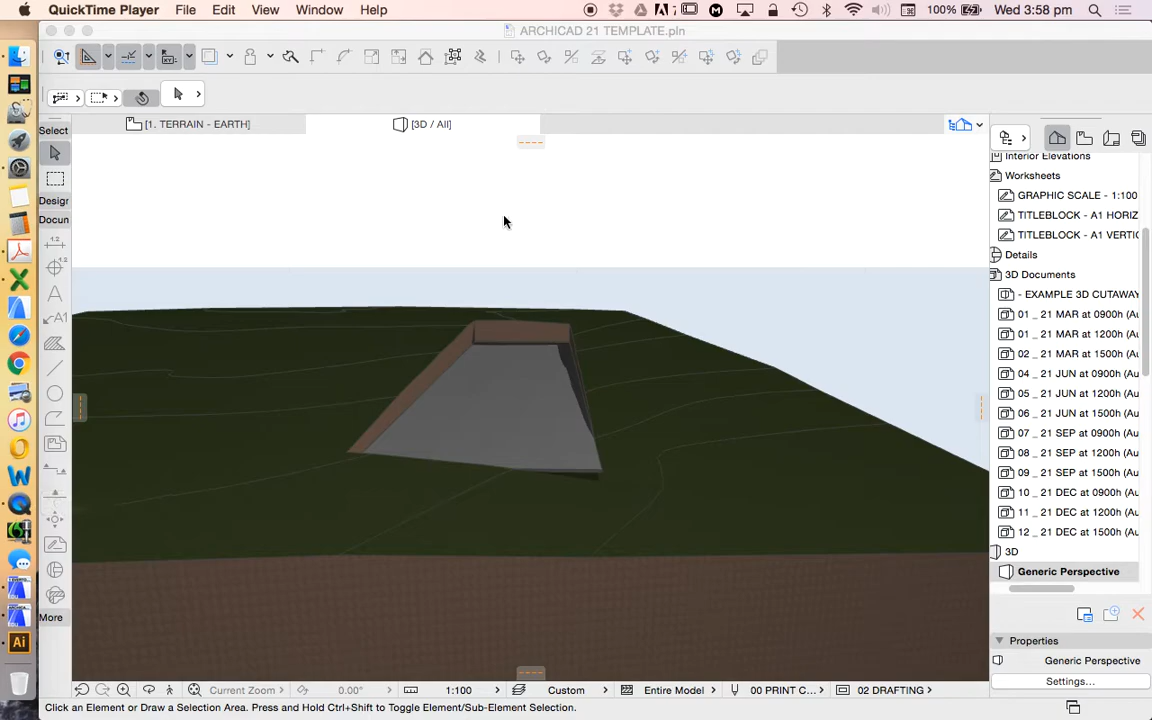 QuickTime Player File Edit View Window Help 7 100% Wed 3:58 pm
ARCHICAD 21 TEMPLATE.pln
Select
[1. TERRAIN - EARTH]
[3D / All]
Desigr
Docun
More
A1
1.2
1.2
Interior Elevations
Worksheets
GRAPHIC SCALE - 1:100
TITLEBLOCK - A1 HORIZ
TITLEBLOCK - A1 VERTIC
Details
3D Documents
- EXAMPLE 3D CUTAWAY
01 _ 21 MAR at 0900h (Au
01 _ 21 MAR at 1200h (Au
02 _ 21 MAR at 1500h (Au
04 _ 21 JUN at 0900h (Au
05 _ 21 JUN at 1200h (Au
06 _ 21 JUN at 1500h (Au
07 _ 21 SEP at 0900h (Au
08 _ 21 SEP at 1200h (Au
09 _ 21 SEP at 1500h (Au
10 _ 21 DEC at 0900h (Au
11 _ 21 DEC at 1200h (Au
12 _ 21 DEC at 1500h (Au
3D
Generic Perspective
Properties
Generic Perspective
Settings...
Current Zoom 0.00° 1:100 Custom Entire Model 00 PRINT C... 02 DRAFTING
Click an Element or Draw a Selection Area. Press and Hold Ctrl+Shift to Toggle Element/Sub-Element Selection.